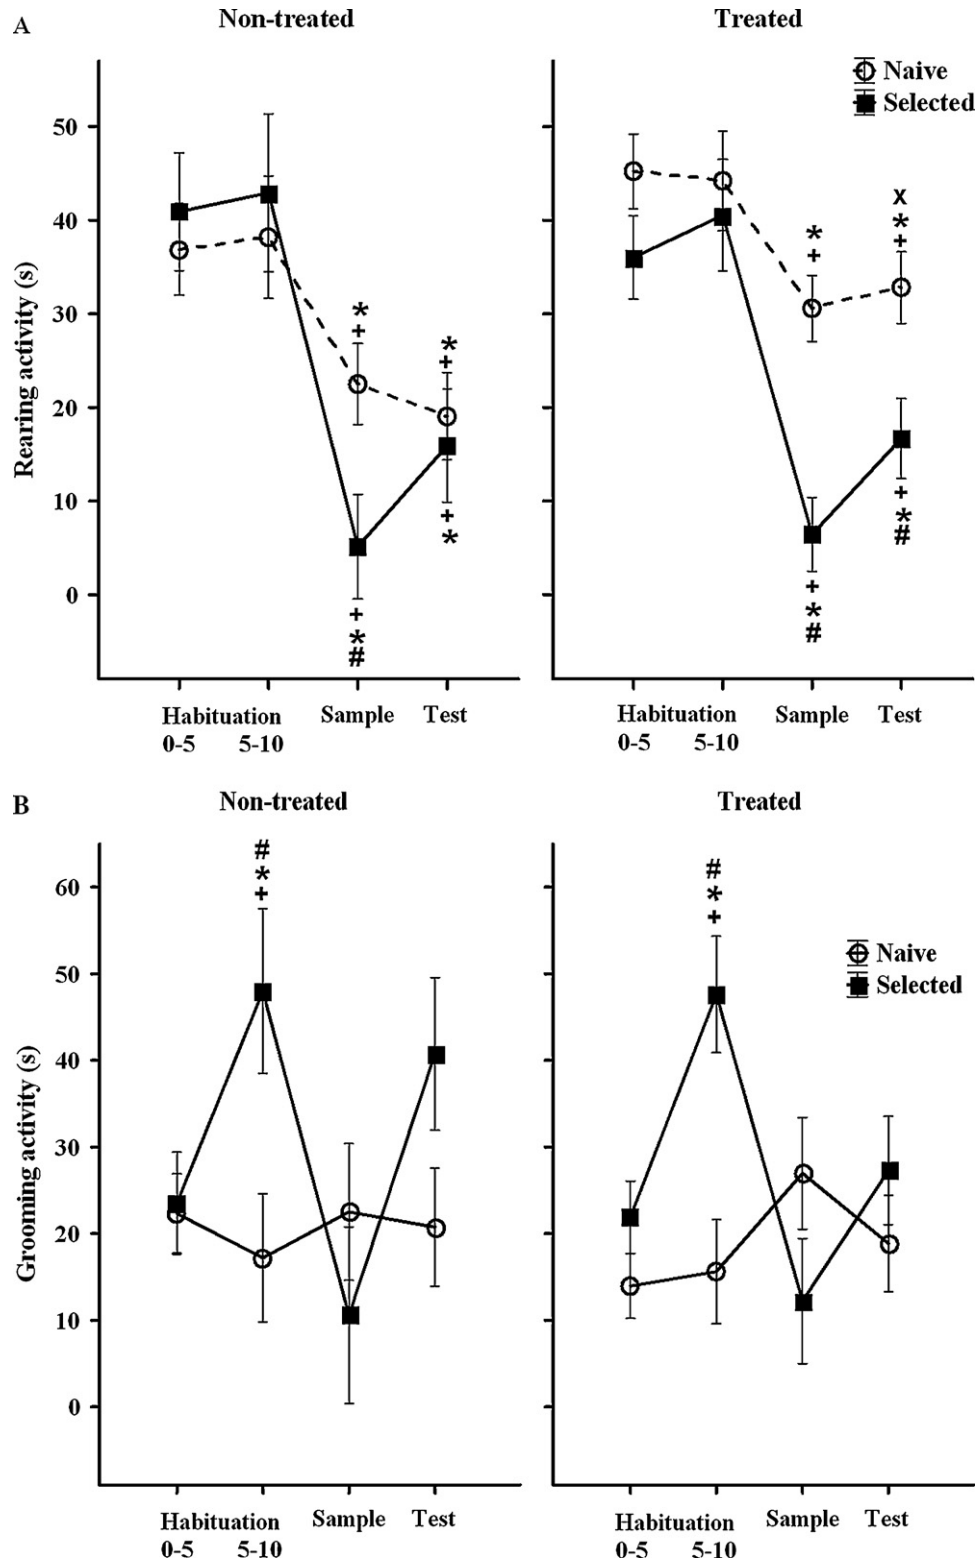 A
Non-treated
Treated
Naive
Selected
Rearing activity (s)
50
40
30
20
10
0
*
+
*
+
+
*
+
*
#
*
+
x
*
+
+
*
#
+
*
#
Habituation Sample Test
0-5 5-10
Habituation Sample Test
0-5 5-10
B
Non-treated
Treated
Naive
Selected
Grooming activity (s)
60
50
40
30
20
10
0
#
*
+
#
*
+
Habituation Sample Test
0-5 5-10
Habituation Sample Test
0-5 5-10